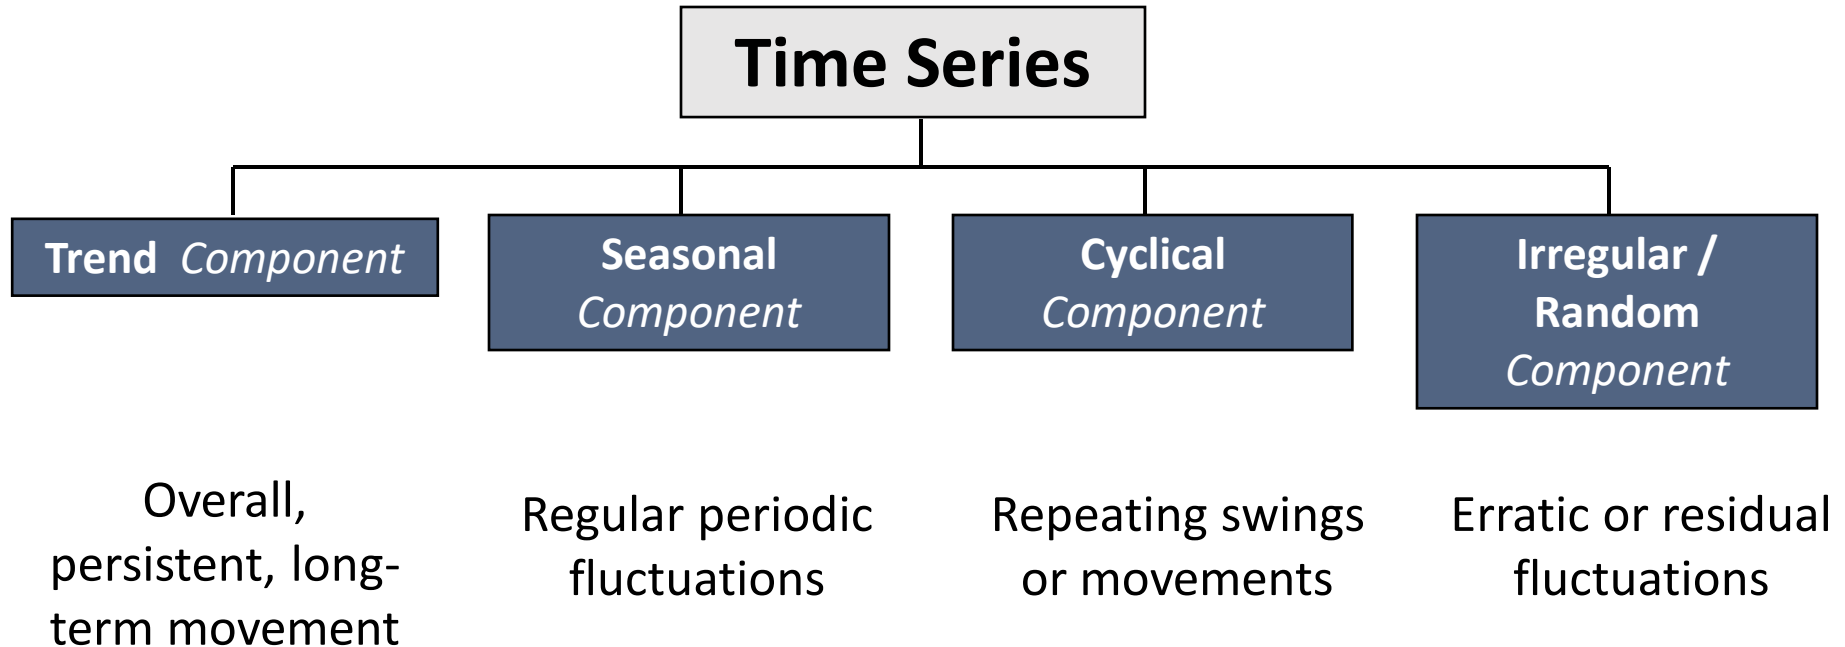 Time Series
Trend Component
Seasonal
Component
Cyclical
Component
Irregular /
Random
Component
Overall,
persistent, long-
term movement
Regular periodic
fluctuations
Repeating swings
or movements
Erratic or residual
fluctuations